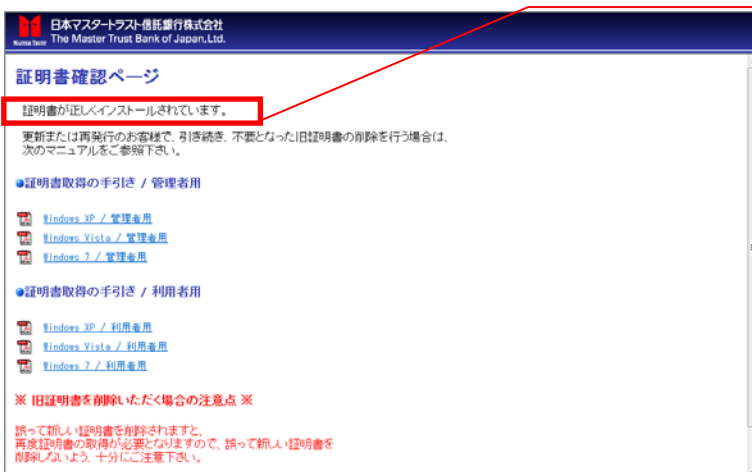 日本マスタートラスト信託銀行株式会社
The Master Trust Bank of Japan,Ltd.
証明書確認ページ
証明書が正しくインストールされています。
更新または再発行のお客様で、引き続き、不要となった旧証明書の削除を行う場合は、
次のマニュアルをご参照下さい。
証明書取得の手引き / 管理者用
Windows XP / 管理者用
Windows Vista / 管理者用
Windows 7 / 管理者用
証明書取得の手引き / 利用者用
Windows XP / 利用者用
Windows Vista / 利用者用
Windows 7 / 利用者用
※ 旧証明書を削除いただく場合の注意点 ※
誤って新しい証明書を削除されますと、
再度証明書の取得が必要となりますので、誤って新しい証明書を
削除しないよう、十分にご注意下さい。